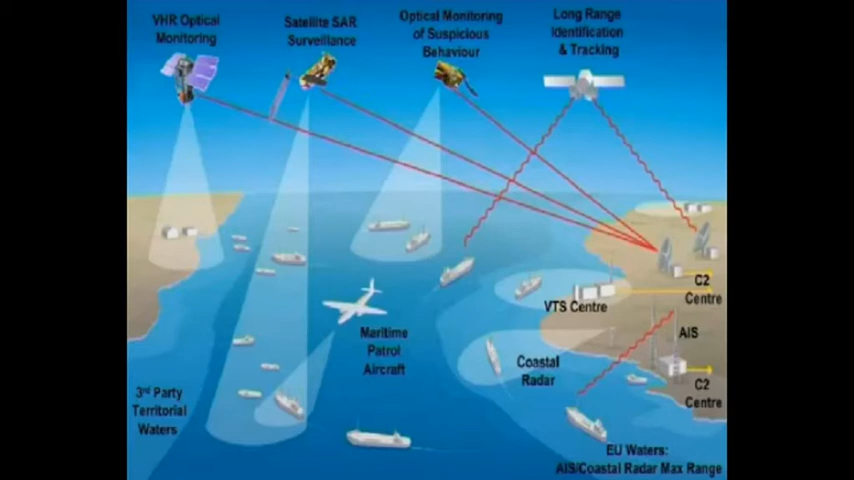 VHR Optical
Monitoring
Satellite SAR
Surveillance
Optical Monitoring
of Suspicious
Behaviour
Long Range
Identification
& Tracking
C2
Centre
VTS Centre
Maritime
Patrol
Aircraft
AIS
Coastal
Radar
C2
Centre
3rd Party
Territorial
Waters
EU Waters:
AIS/Coastal Radar Max Range